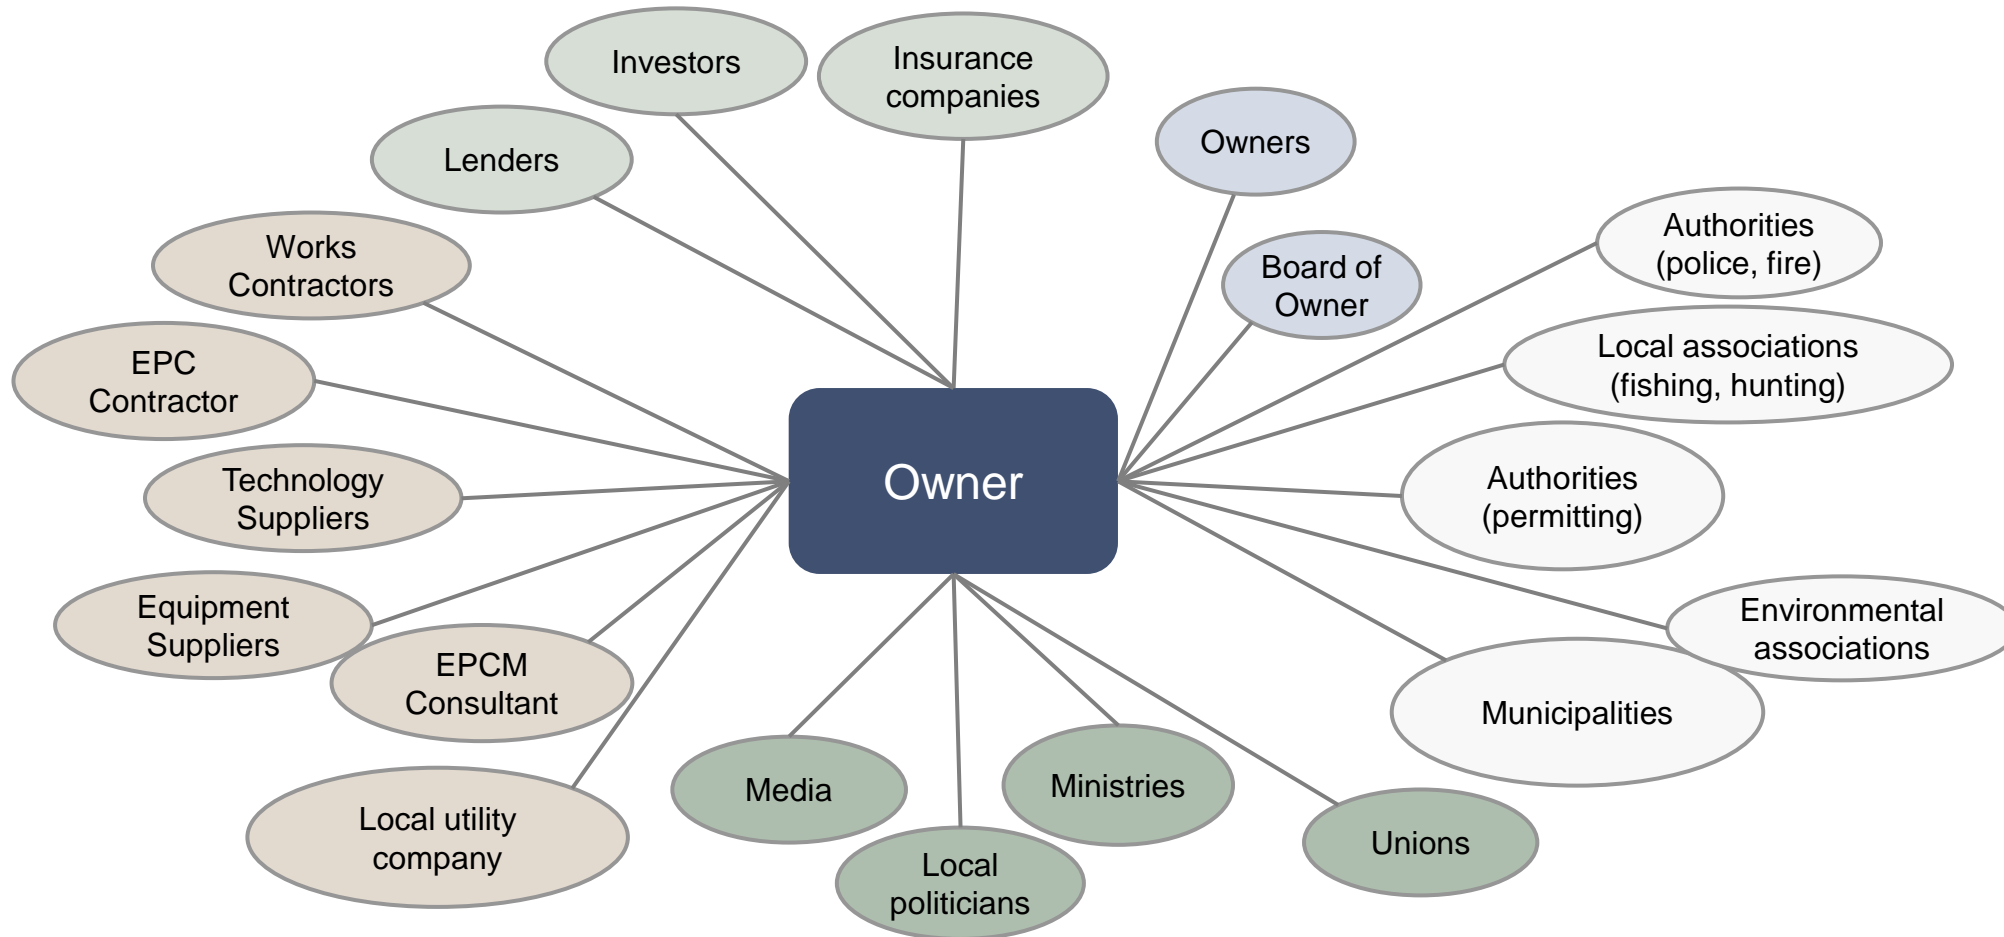 Investors
Insurance
companies
Owners
Lenders
Authorities
(police, fire)
Works
Contractors
Board of
Owner
Local associations
(fishing, hunting)
EPC
Contractor
Owner
Technology
Suppliers
Authorities
(permitting)
Equipment
Suppliers
Environmental
associations
EPCM
Consultant
Municipalities
Media
Ministries
Local utility
company
Unions
Local
politicians